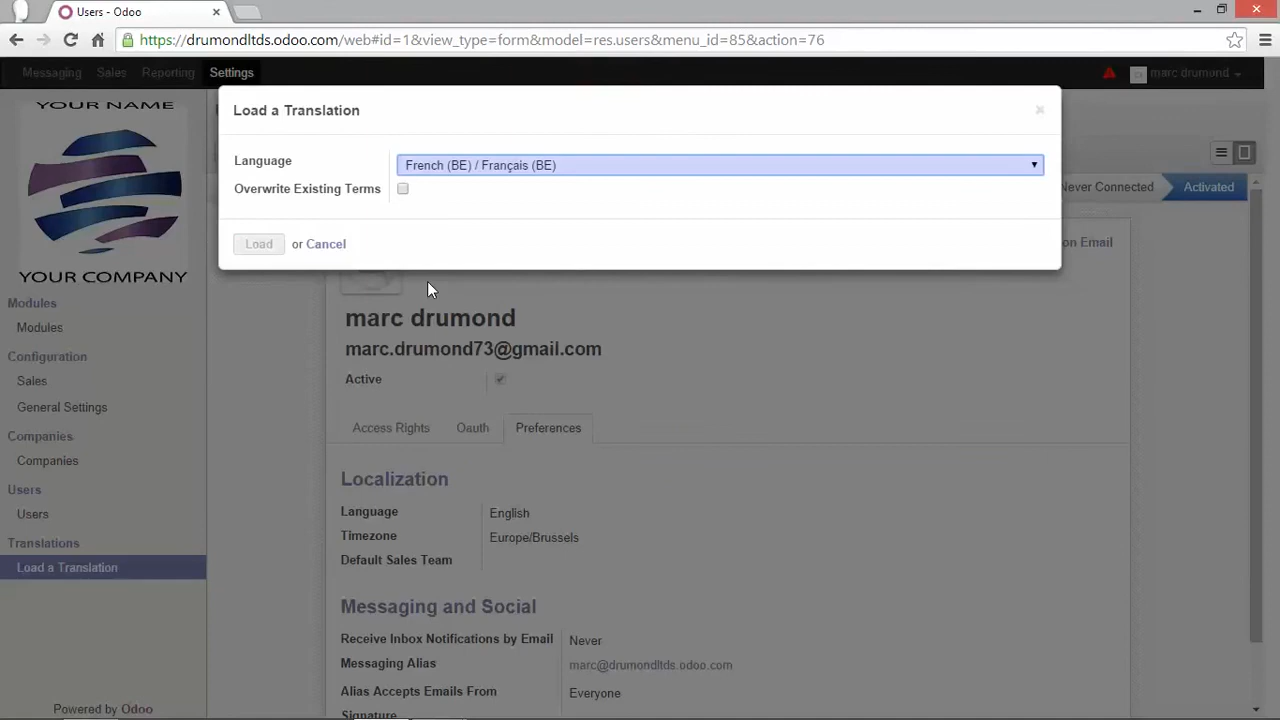 Users - Odoo
https://drumondltds.odoo.com/web#id=1&view_type=form&model=res.users&menu_id=85&action=76
Messaging Sales Reporting Settings marc drumond
YOUR NAME
YOUR COMPANY
Load a Translation
Language French (BE) / Français (BE)
Overwrite Existing Terms
Load or Cancel
Never Connected Activated
on Email
Modules
Modules
Configuration
Sales
General Settings
Companies
Companies
Users
Users
Translations
Load a Translation
Powered by Odoo
marc drumond
marc.drumond73@gmail.com
Active
Access Rights Oauth Preferences
Localization
Language English
Timezone Europe/Brussels
Default Sales Team
Messaging and Social
Receive Inbox Notifications by Email Never
Messaging Alias marc@drumondltds.odoo.com
Alias Accepts Emails From Everyone
Signature